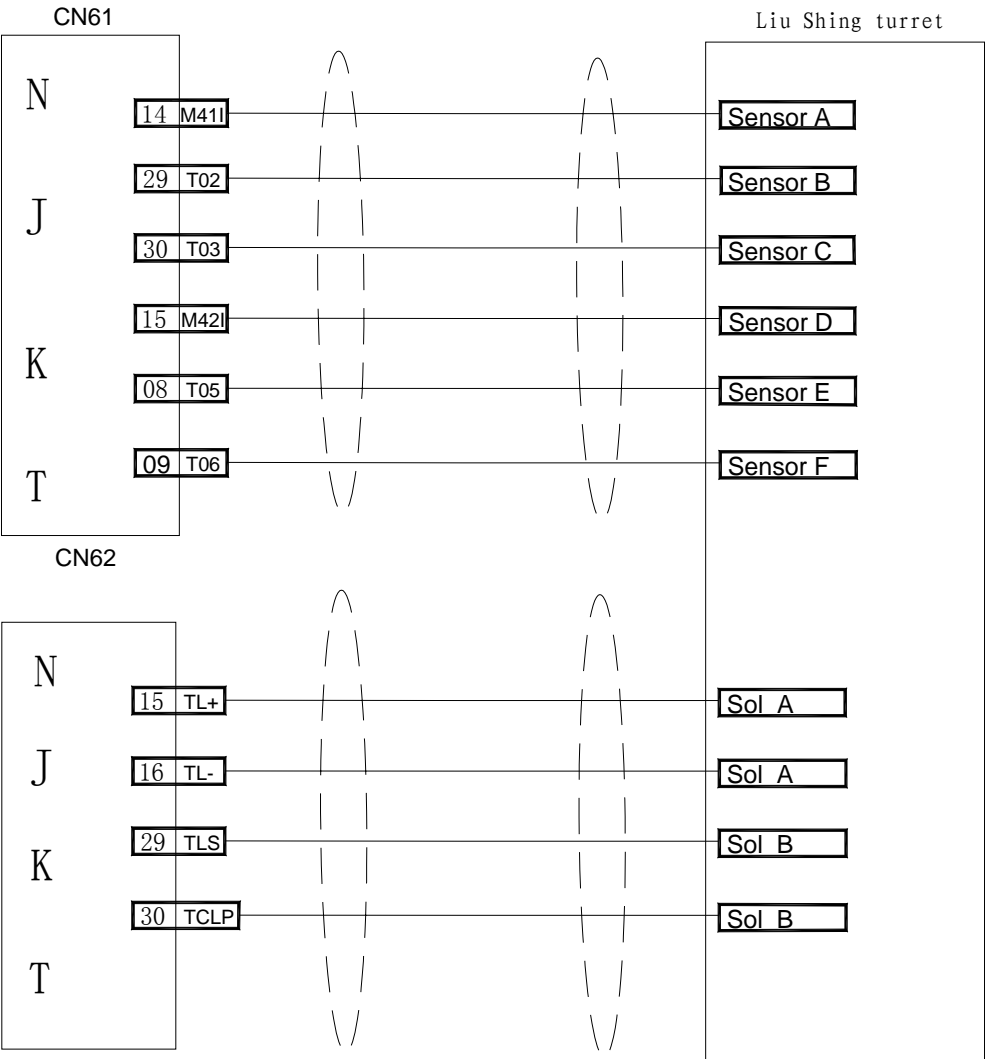 CN61
Liu Shing turret
N
J
K
T
14 M41I Sensor A
29 T02 Sensor B
30 T03 Sensor C
15 M42I Sensor D
08 T05 Sensor E
09 T06 Sensor F
CN62
N
J
K
T
15 TL+ Sol A
16 TL- Sol A
29 TLS Sol B
30 TCLP Sol B